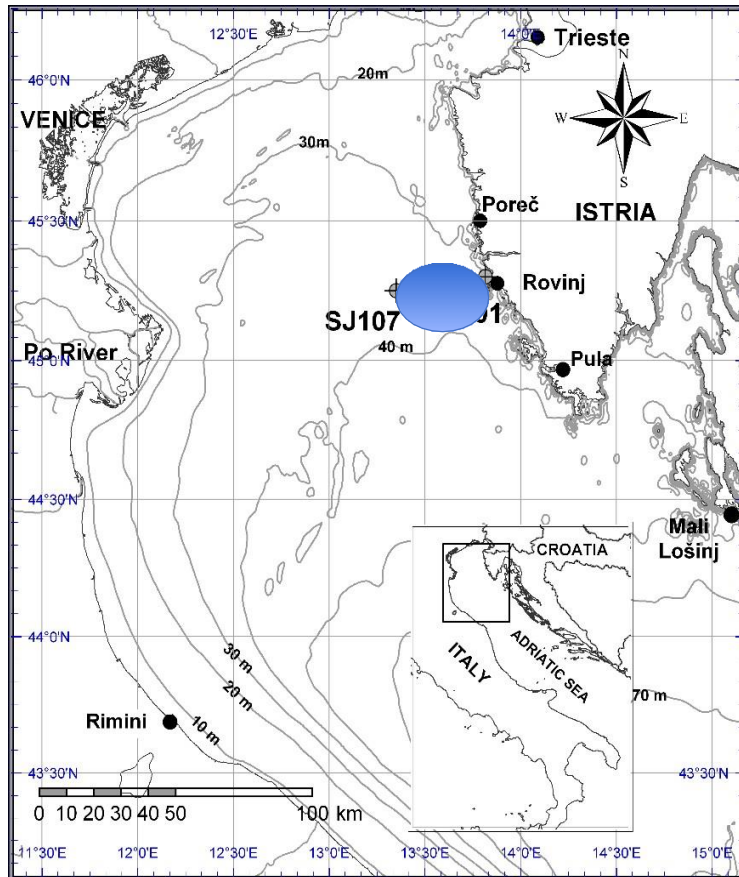 12°30'E
14°0'E
Trieste
46°0'N
20m
N
VENICE
W
E
30m
S
Poreč
ISTRIA
45°30'N
Rovinj
SJ107
01
Po River
40 m
45°0'N
Pula
44°30'N
44°30'N
Mali
Lošinj
CROATIA
44°0'N
ADRIATIC SEA
ITALY
30 m
70 m
20 m
Rimini
10 m
43°30'N
43°30'N
0 10 20 30 40 50
100 km
11°30'E
12°0'E
13°0'E
13°30'E
14°0'E
14°30'E
15°0'E